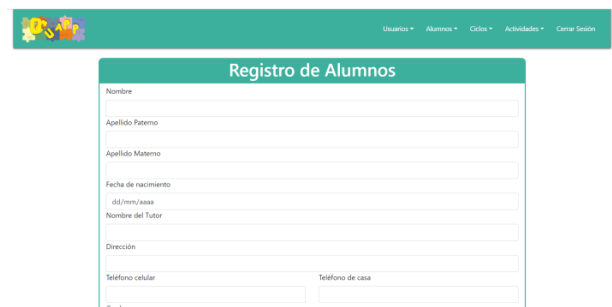 Usuarios Alumnos Ciclos Actividades Cerrar Sesión
Registro de Alumnos
Nombre
Apellido Paterno
Apellido Materno
Fecha de nacimiento
dd/mm/aaaa
Nombre del Tutor
Dirección
Teléfono celular Teléfono de casa